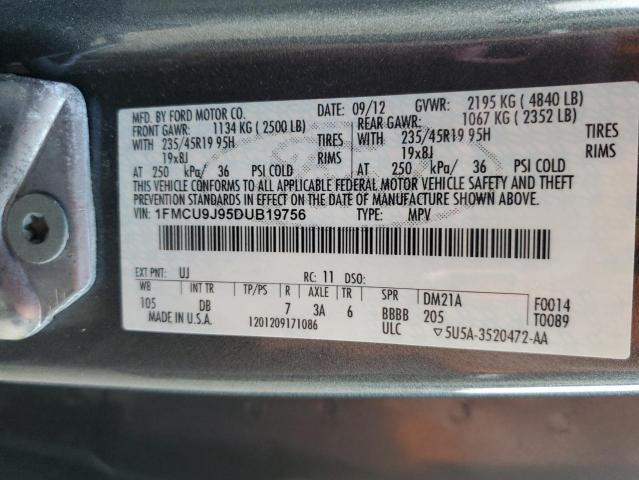 MFD. BY FORD MOTOR CO. DATE: 09/12 GVWR: 2195 KG ( 4840 LB)
FRONT GAWR: 1134 KG ( 2500 LB) REAR GAWR: 1067 KG ( 2352 LB)
WITH 235/45R19 95H TIRES WITH 235/45R19 95H TIRES
19x8J RIMS 19x8J RIMS
AT 250 kPa/ 36 PSI COLD AT 250 kPa/ 36 PSI COLD
THIS VEHICLE CONFORMS TO ALL APPLICABLE FEDERAL MOTOR VEHICLE SAFETY AND THEFT
PREVENTION STANDARDS IN EFFECT ON THE DATE OF MANUFACTURE SHOWN ABOVE.
VIN: 1FMCU9J95DUB19756 TYPE: MPV
EXT PNT: UJ RC: 11 DSO:
WB INT TR TP/PS R AXLE TR SPR DM21A F0014
105 DB 7 3A 6 BBBB 205 T0089
MADE IN U.S.A. 1201209171086 ULC ▽5U5A-3520472-AA